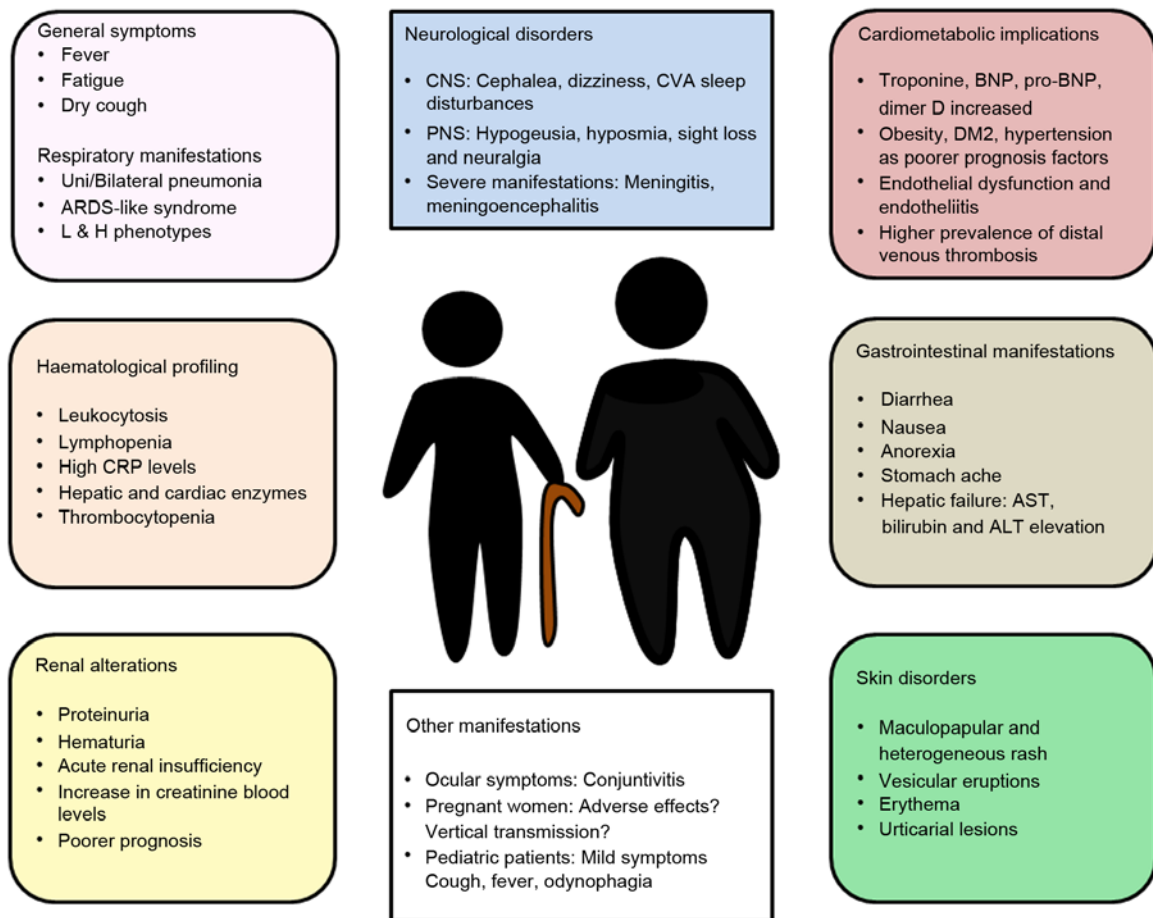 General symptoms
• Fever
• Fatigue
• Dry cough
Respiratory manifestations
• Uni/Bilateral pneumonia
• ARDS-like syndrome
• L & H phenotypes
Neurological disorders
• CNS: Cephalea, dizziness, CVA sleep
disturbances
• PNS: Hypogeusia, hyposmia, sight loss
and neuralgia
• Severe manifestations: Meningitis,
meningoencephalitis
Cardiometabolic implications
• Troponine, BNP, pro-BNP,
dimer D increased
• Obesity, DM2, hypertension
as poorer prognosis factors
• Endothelial dysfunction and
endotheliitis
• Higher prevalence of distal
venous thrombosis
Haematological profiling
• Leukocytosis
• Lymphopenia
• High CRP levels
• Hepatic and cardiac enzymes
• Thrombocytopenia
Gastrointestinal manifestations
• Diarrhea
• Nausea
• Anorexia
• Stomach ache
• Hepatic failure: AST,
bilirubin and ALT elevation
Renal alterations
• Proteinuria
• Hematuria
• Acute renal insufficiency
• Increase in creatinine blood
levels
• Poorer prognosis
Other manifestations
• Ocular symptoms: Conjuntivitis
• Pregnant women: Adverse effects?
Vertical transmission?
• Pediatric patients: Mild symptoms
Cough, fever, odynophagia
Skin disorders
• Maculopapular and
heterogeneous rash
• Vesicular eruptions
• Erythema
• Urticarial lesions